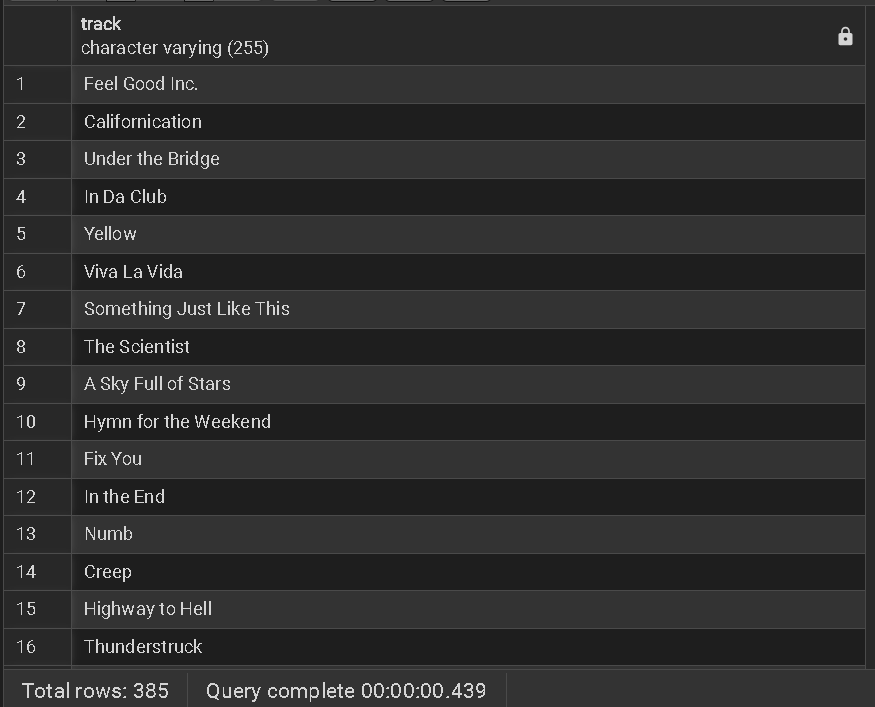 track
character varying (255)
1 Feel Good Inc.
2 Californication
3 Under the Bridge
4 In Da Club
5 Yellow
6 Viva La Vida
7 Something Just Like This
8 The Scientist
9 A Sky Full of Stars
10 Hymn for the Weekend
11 Fix You
12 In the End
13 Numb
14 Creep
15 Highway to Hell
16 Thunderstruck
Total rows: 385 Query complete 00:00:00.439